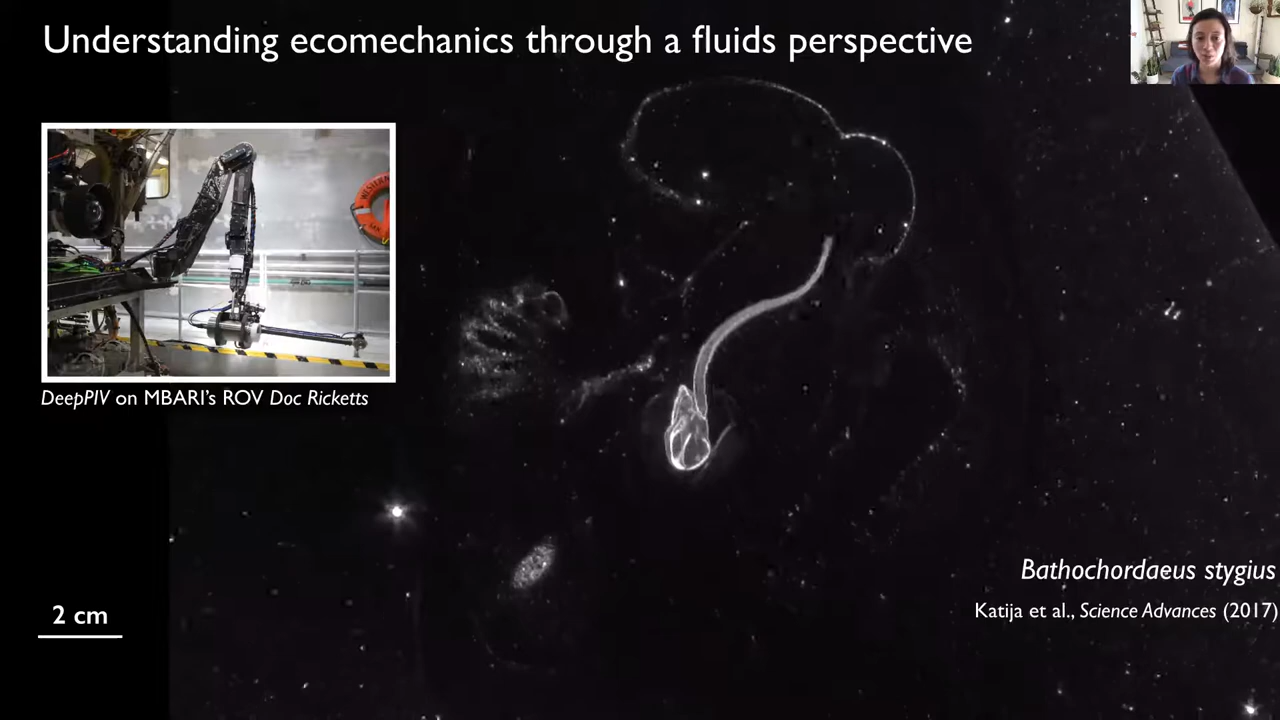 Understanding ecomechanics through a fluids perspective
WESTERN
DeepPIV on MBARI's ROV Doc Ricketts
Bathochordaeus stygius
Katija et al., Science Advances (2017)
2 cm